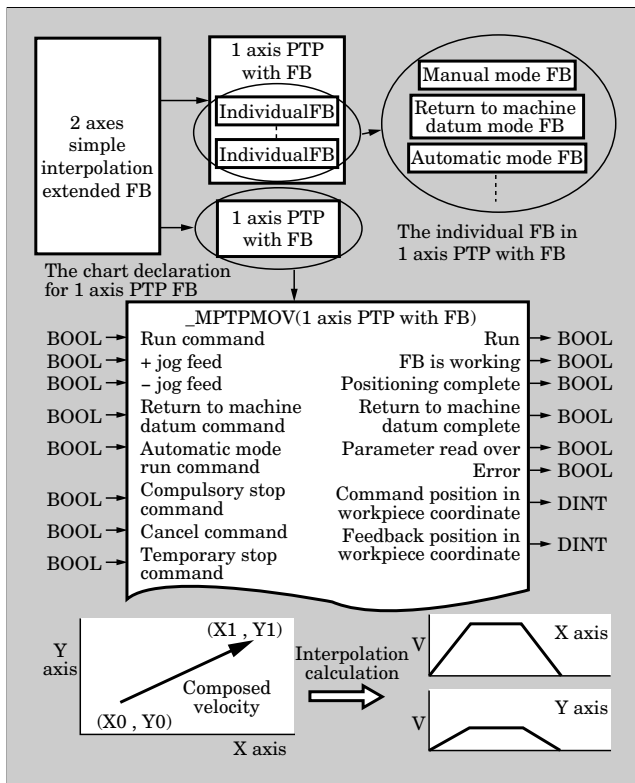 1 axis PTP
with FB
IndividualFB
IndividualFB
2 axes
simple
interpolation
extended FB
Manual mode FB
Return to machine
datum mode FB
Automatic mode FB
1 axis PTP
with FB
The individual FB in
1 axis PTP with FB
The chart declaration
for 1 axis PTP FB
_MPTPMOV(1 axis PTP with FB)
BOOL Run command Run BOOL
BOOL + jog feed FB is working BOOL
BOOL − jog feed Positioning complete BOOL
BOOL Return to machine Return to machine BOOL
datum command datum complete
BOOL Automatic mode Parameter read over BOOL
run command Error BOOL
BOOL Compulsory stop Command position in DINT
command workpiece coordinate
BOOL Cancel command Feedback position in DINT
BOOL Temporary stop workpiece coordinate
command
Y
axis
(X1 , Y1)
Composed
velocity
(X0 , Y0)
X axis
Interpolation
calculation
V
X axis
V
Y axis